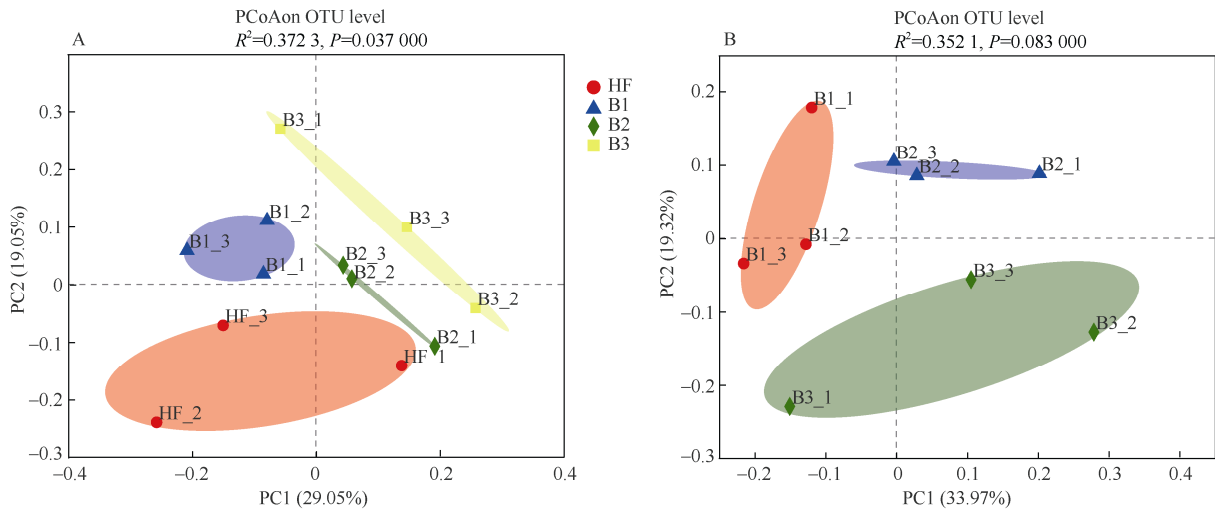 PCoAon OTU level
R²=0.372 3, P=0.037 000
A
0.3
0.2
0.1
0
−0.1
−0.2
−0.3
PC2 (19.05%)
B3_1
B3_3
B3_2
B1_2
B1_3
B1_1
B2_3
B2_2
B2_1
HF_3
HF_1
HF_2
−0.4
−0.2
0
0.2
0.4
PC1 (29.05%)
HF
B1
B2
B3
PCoAon OTU level
R²=0.352 1, P=0.083 000
B
0.2
0.1
0
−0.1
−0.2
−0.3
PC2 (19.32%)
B1_1
B2_3
B2_2
B2_1
B1_2
B1_3
B3_3
B3_2
B3_1
−0.2
−0.1
0
0.1
0.2
0.3
0.4
PC1 (33.97%)